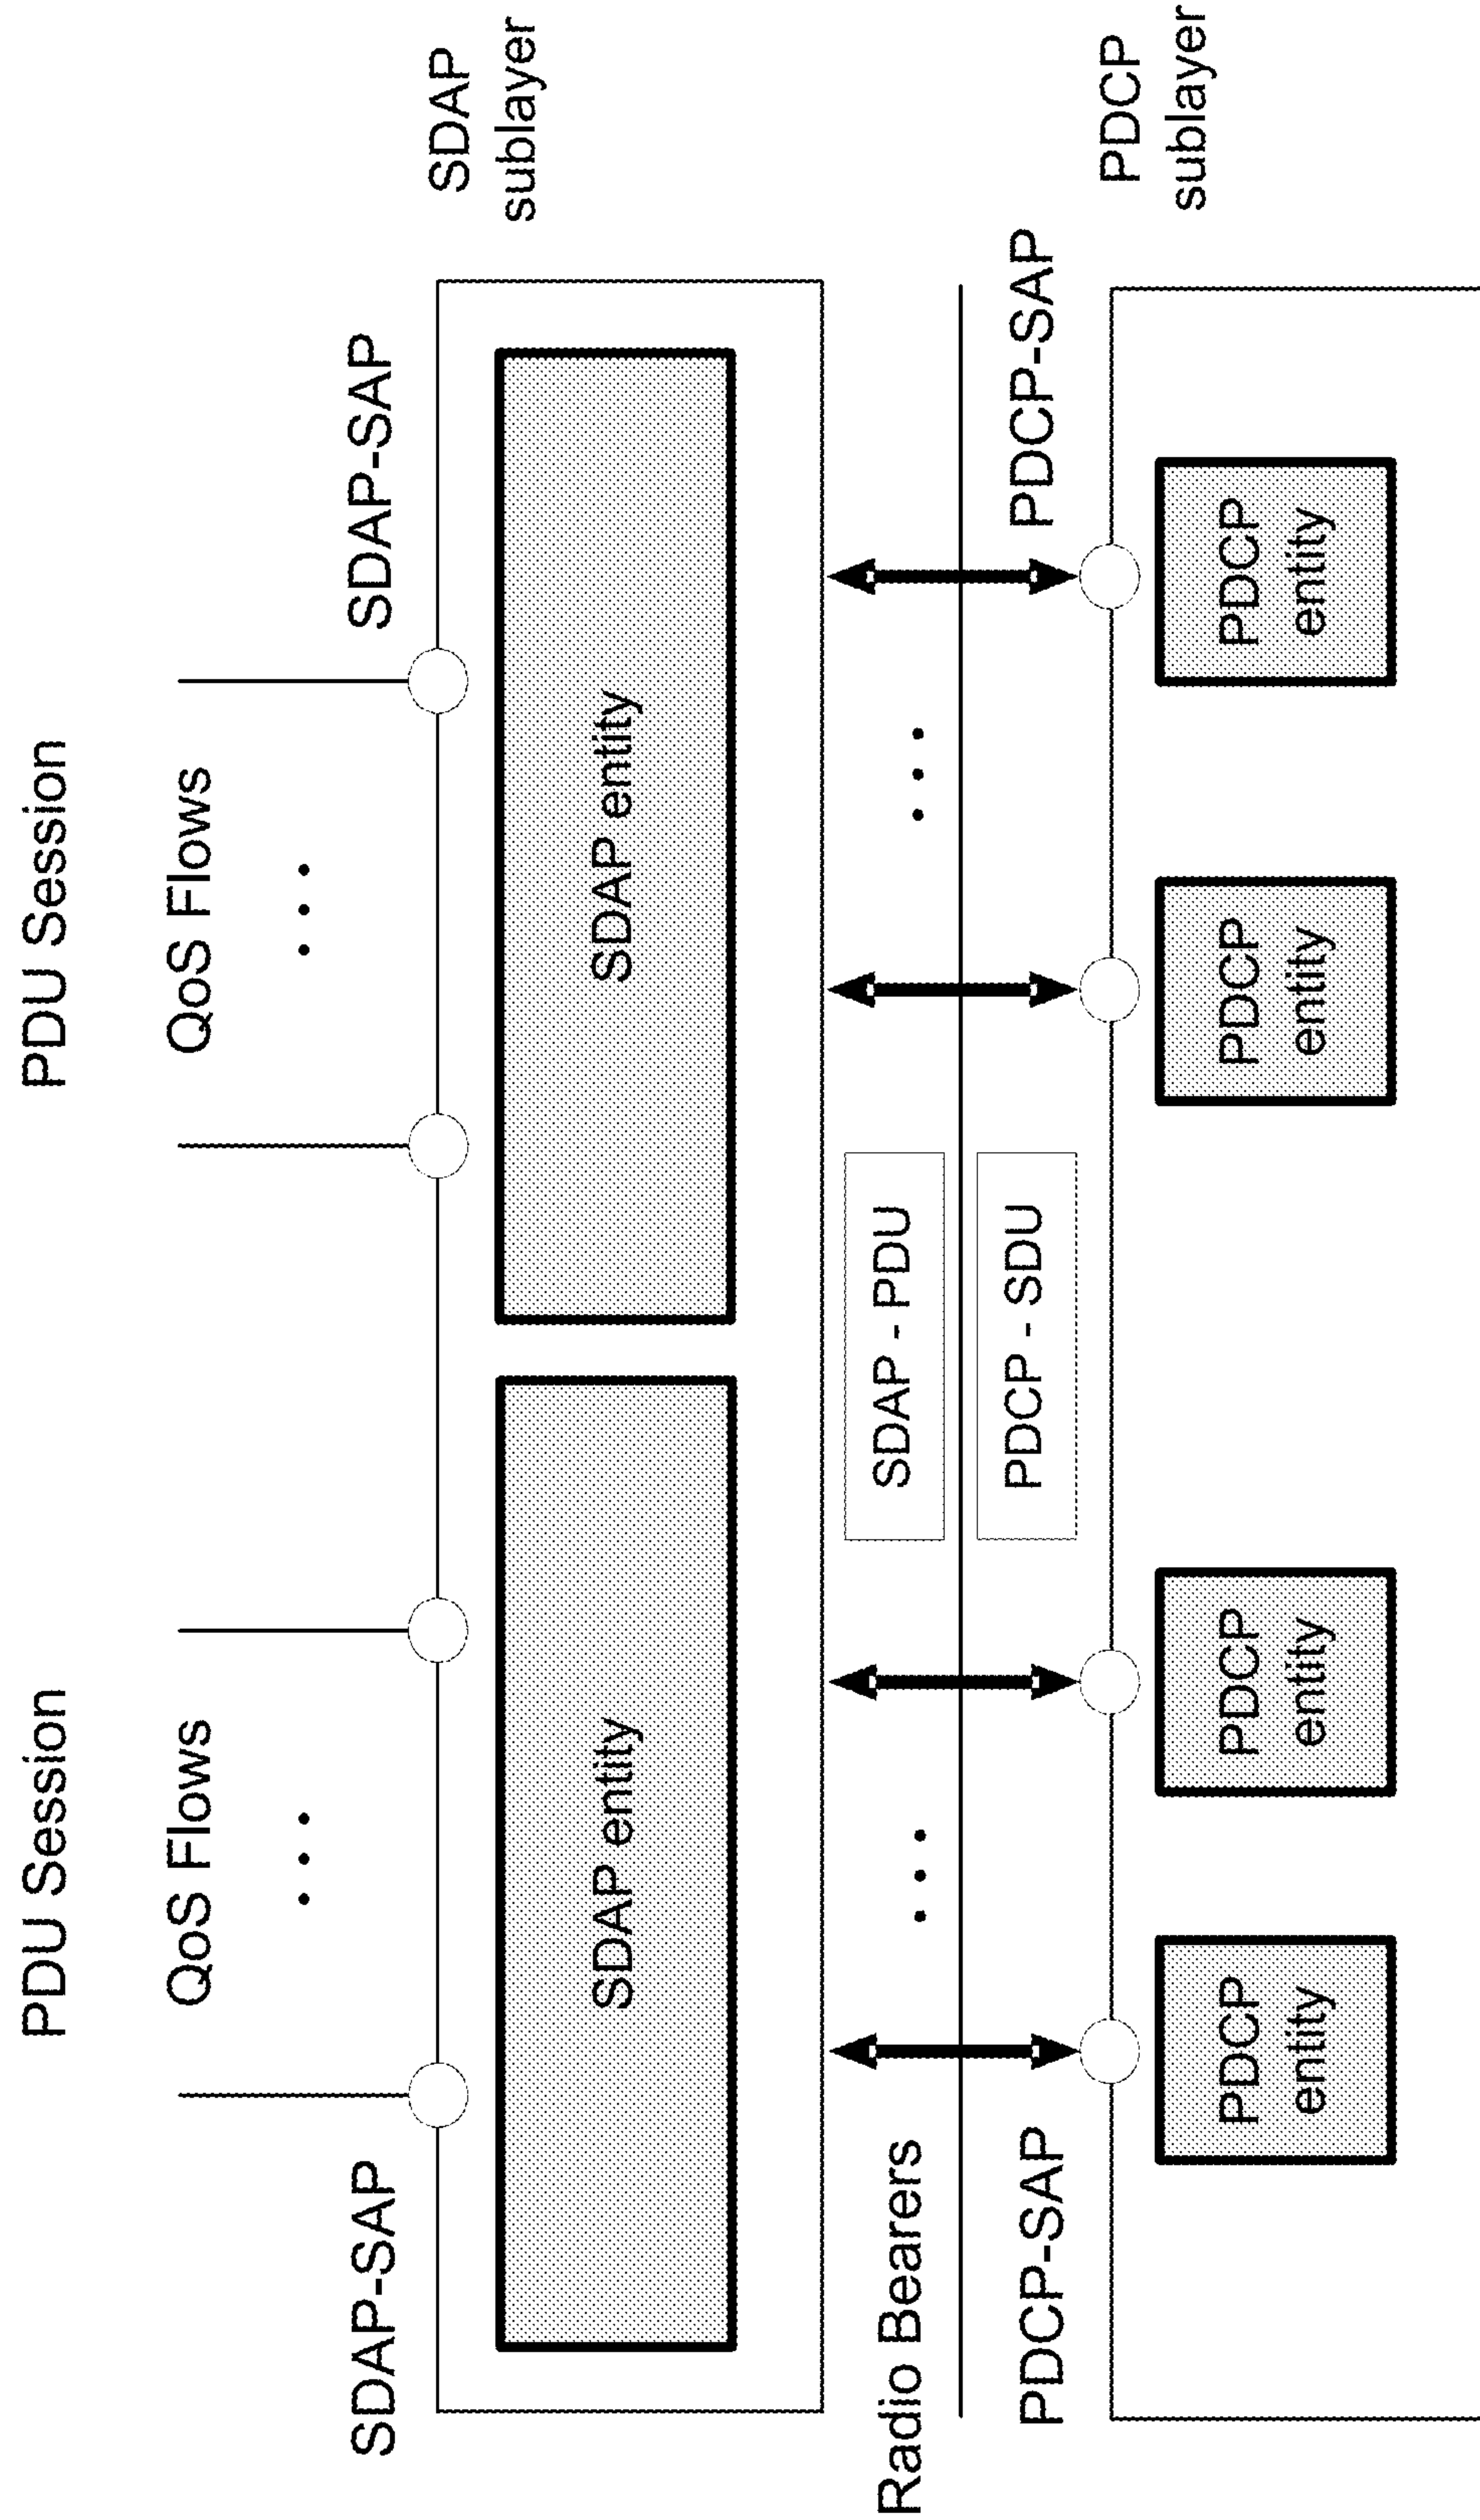 PDU Session
PDU Session
QoS Flows
QoS Flows
. . .
. . .
SDAP-SAP
SDAP-SAP
SDAP
sublayer
SDAP entity
SDAP entity
Radio Bearers
. . .
SDAP - PDU
. . .
PDCP-SAP
PDCP - SDU
PDCP-SAP
PDCP
sublayer
PDCP
entity
PDCP
entity
PDCP
entity
PDCP
entity